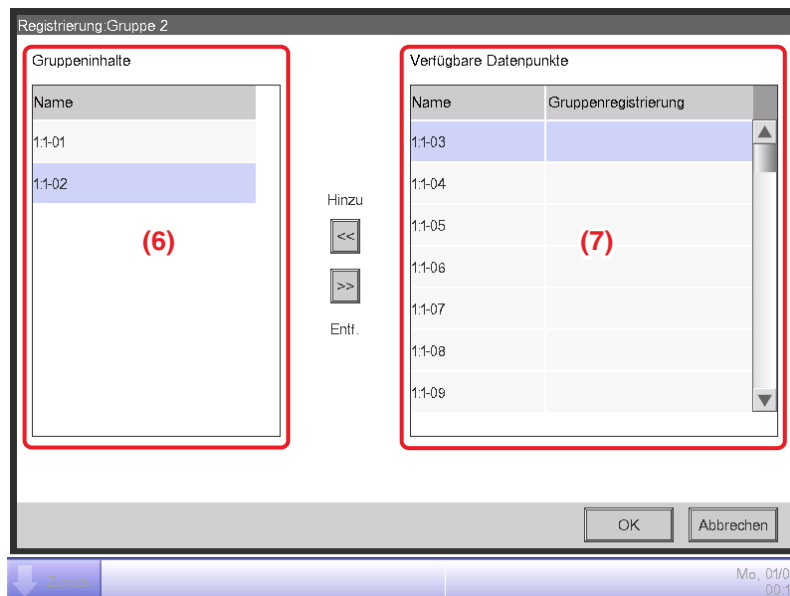 Registrierung:Gruppe 2
Gruppeninhalte
Name
1:1-01
1:1-02
(6)
Hinzu
<<
>>
Entf.
Verfügbare Datenpunkte
Name Gruppenregistrierung
1:1-03
1:1-04
1:1-05
1:1-06
1:1-07
1:1-08
1:1-09
(7)
OK Abbrechen
Zurück Mo, 01/0
00:1